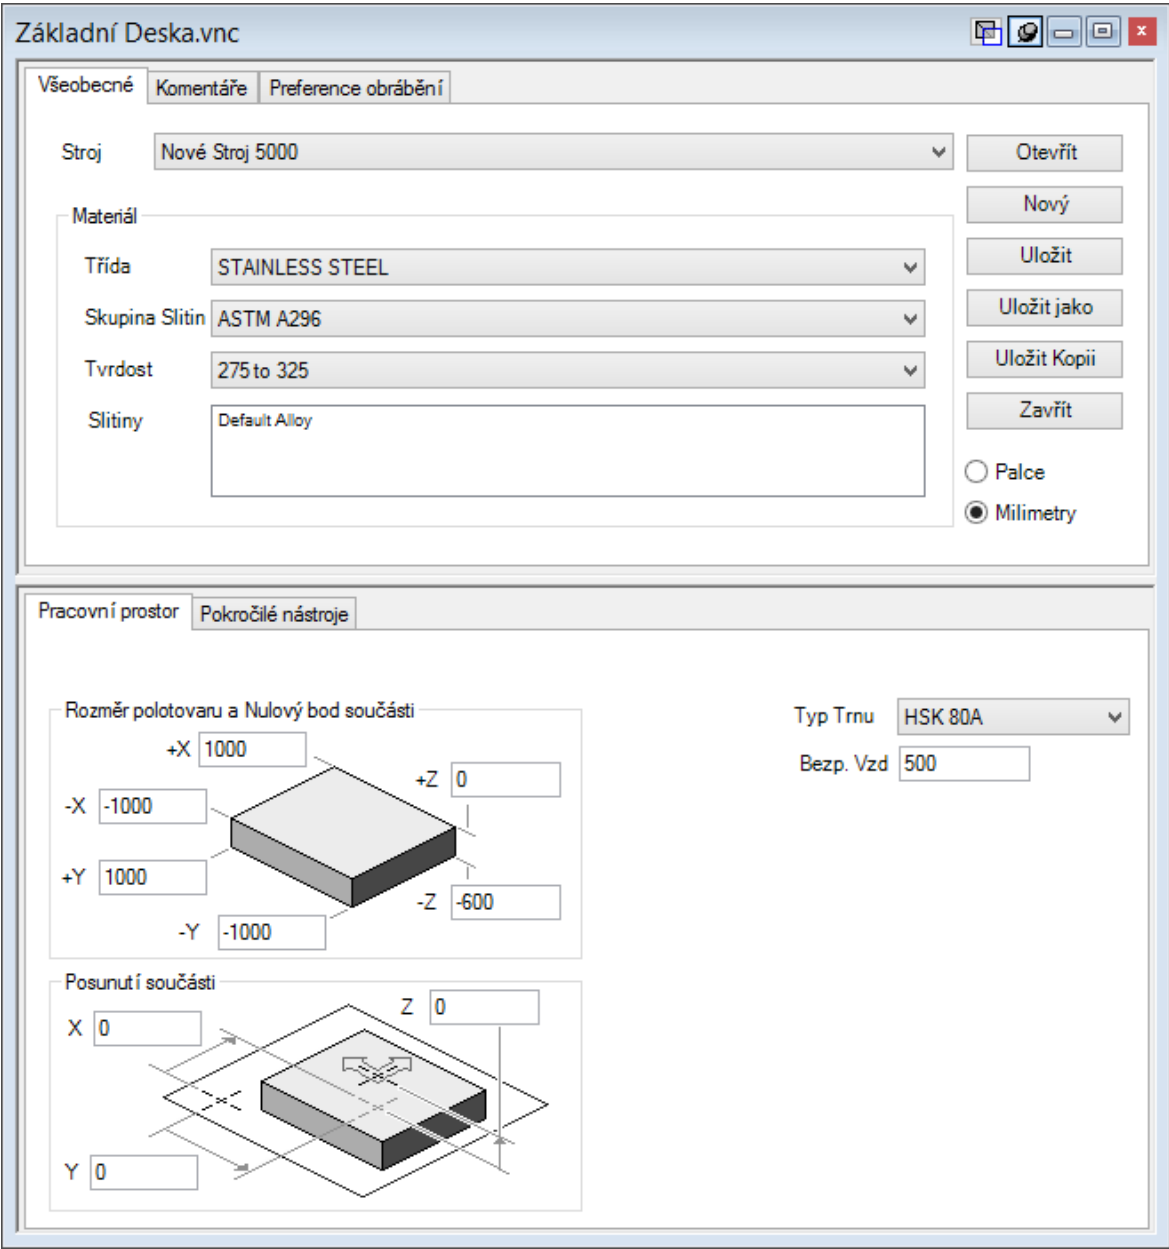 Základní Deska.vnc
Všeobecné Komentáře Preference obrábění
Stroj Nové Stroj 5000 Otevřít
Nový
Materiál
Třída STAINLESS STEEL Uložit
Skupina Slitin ASTM A296 Uložit jako
Tvrdost 275 to 325 Uložit Kopii
Slitiny Default Alloy Zavřít
Palce
Milimetry
Pracovní prostor Pokročilé nástroje
Rozměr polotovaru a Nulový bod součásti Typ Trnu HSK 80A
+X 1000 Bezp. Vzd 500
+Z 0
-X -1000
+Y 1000
-Z -600
-Y -1000
Posunutí součásti
Z 0
X 0
Y 0